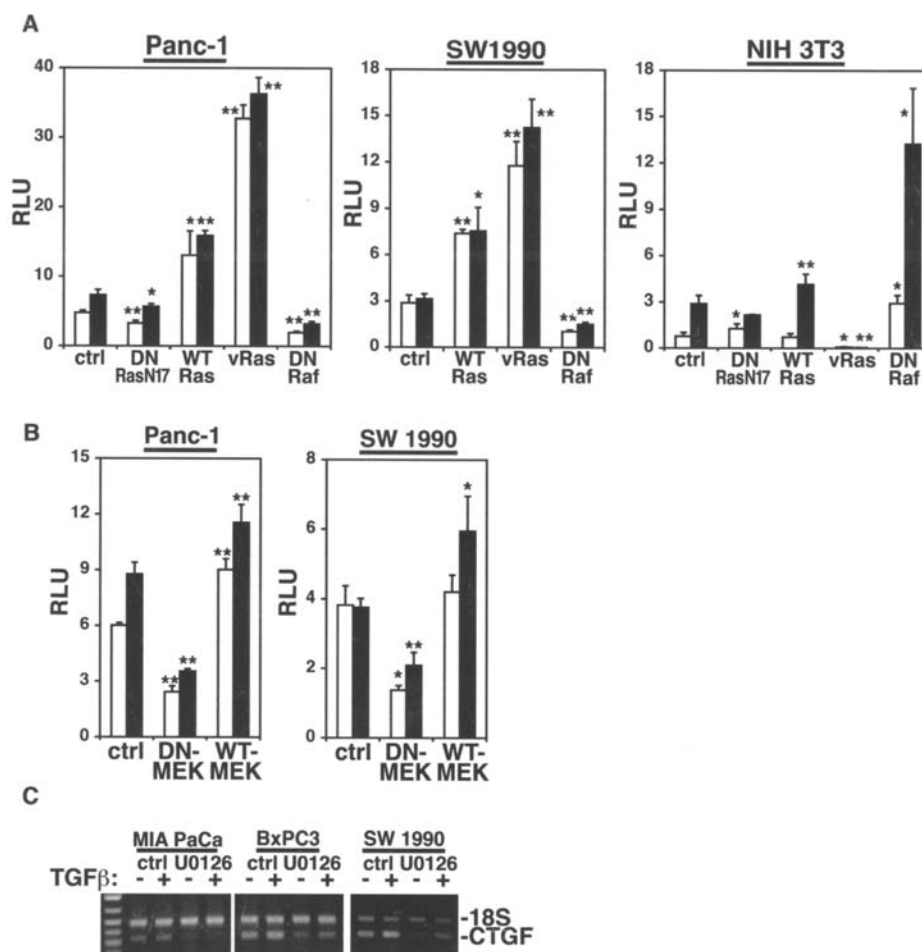 A
Panc-1
SW1990
NIH 3T3
40
30
20
10
0
RLU
** **
* ***
** *
** **
ctrl DN RasN17 WT Ras vRas DN Raf
18
15
12
9
6
3
0
RLU
** **
** *
** **
ctrl WT Ras vRas DN Raf
18
15
12
9
6
3
0
RLU
*
**
*
*
* **
ctrl DN RasN17 WT Ras vRas DN Raf
B
Panc-1
SW 1990
15
12
9
6
3
0
RLU
** **
** **
ctrl DN-MEK WT-MEK
8
6
4
2
0
RLU
* **
*
ctrl DN-MEK WT-MEK
C
MIA PaCa BxPC3 SW 1990
ctrl U0126 ctrl U0126 ctrl U0126
TGFβ: - + - + - + - + - + - +
-18S
-CTGF